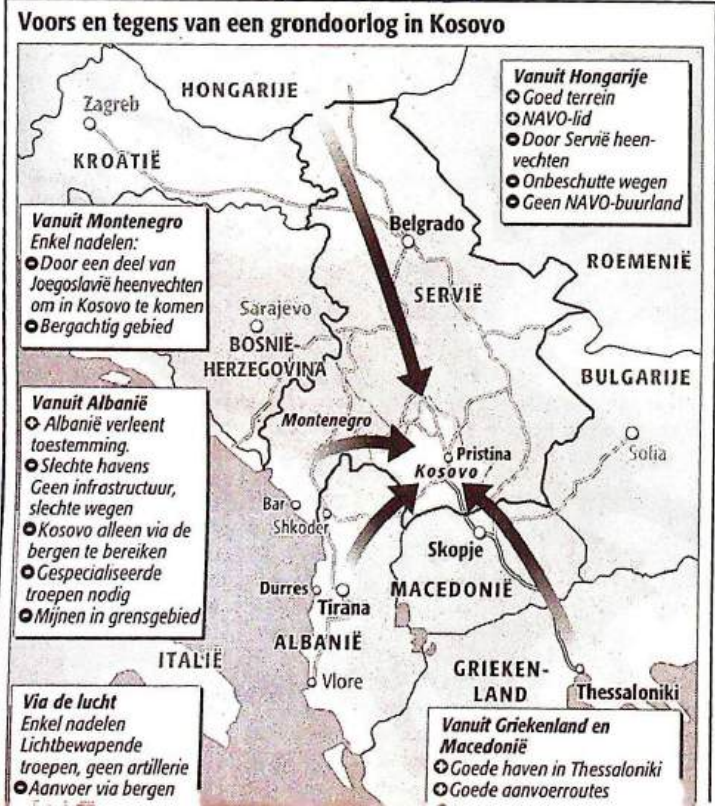 Voors en tegens van een grondoorlog in Kosovo
HONGARIJE
Zagreb
KROATIË
Vanuit Hongarije
+ Goed terrein
+ NAVO-lid
- Door Servië heen-
vechten
- Onbeschutte wegen
- Geen NAVO-buurland
Vanuit Montenegro
Enkel nadelen:
- Door een deel van
Joegoslavië heenvechten
om in Kosovo te komen
- Bergachtig gebied
Belgrado
ROEMENIË
SERVIË
Sarajevo
BOSNIË-
HERZEGOVINA
BULGARIJE
Vanuit Albanië
+ Albanië verleent
toestemming.
- Slechte havens
Geen infrastructuur,
slechte wegen
- Kosovo alleen via de
bergen te bereiken
- Gespecialiseerde
troepen nodig
- Mijnen in grensgebied
Montenegro
Pristina
Kosovo
Sofia
Bar
Shkoder
Skopje
Durres
Tirana
MACEDONIË
ALBANIË
ITALIË
Vlore
GRIEKEN-
LAND
Thessaloniki
Via de lucht
Enkel nadelen
Lichtbewapende
troepen, geen artillerie
- Aanvoer via bergen
Vanuit Griekenland en
Macedonië
+ Goede haven in Thessaloniki
+ Goede aanvoerroutes